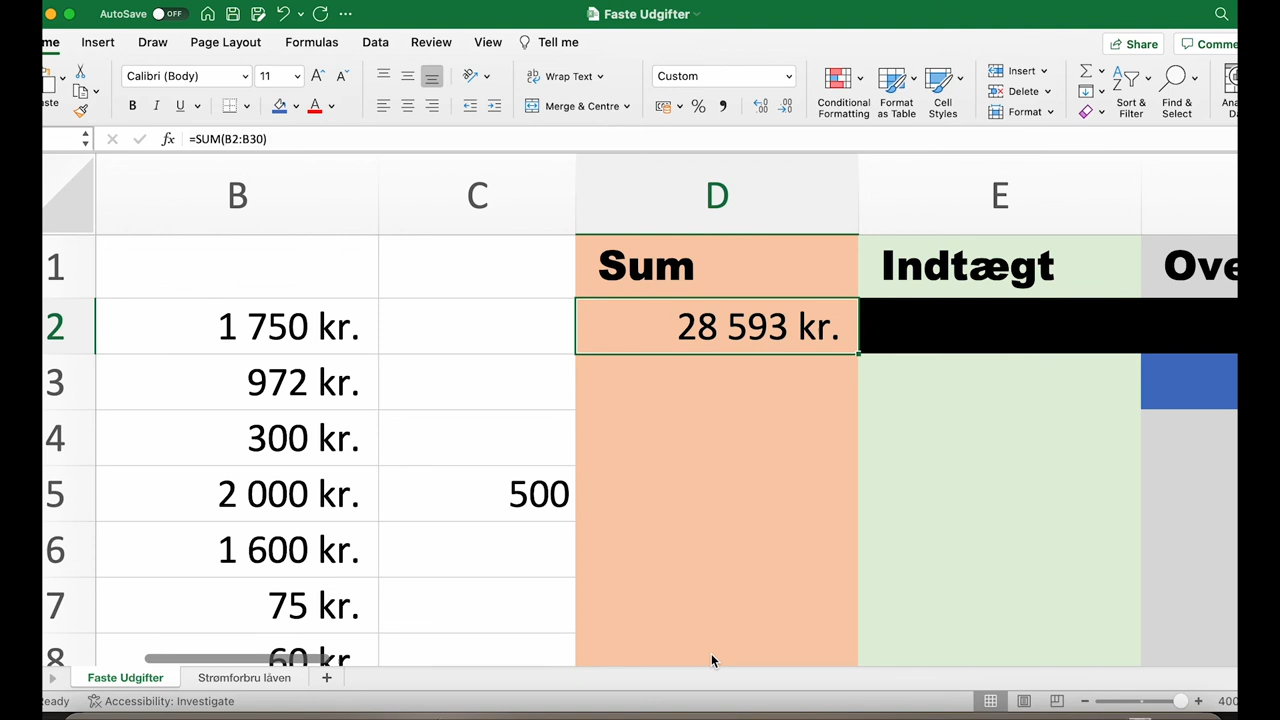 AutoSave OFF Faste Udgifter
Insert Draw Page Layout Formulas Data Review View Tell me Share
Calibri (Body) 11 Wrap Text Custom Insert
B I U Merge & Centre Conditional Formatting Format as Table Cell Styles Delete Format Sort & Filter Find & Select
fx =SUM(B2:B30)
B C D E
1 Sum Indtægt
2 1 750 kr. 28 593 kr.
3 972 kr.
4 300 kr.
5 2 000 kr. 500
6 1 600 kr.
7 75 kr.
8 60 kr.
Faste Udgifter Strømforbru låven
Accessibility: Investigate